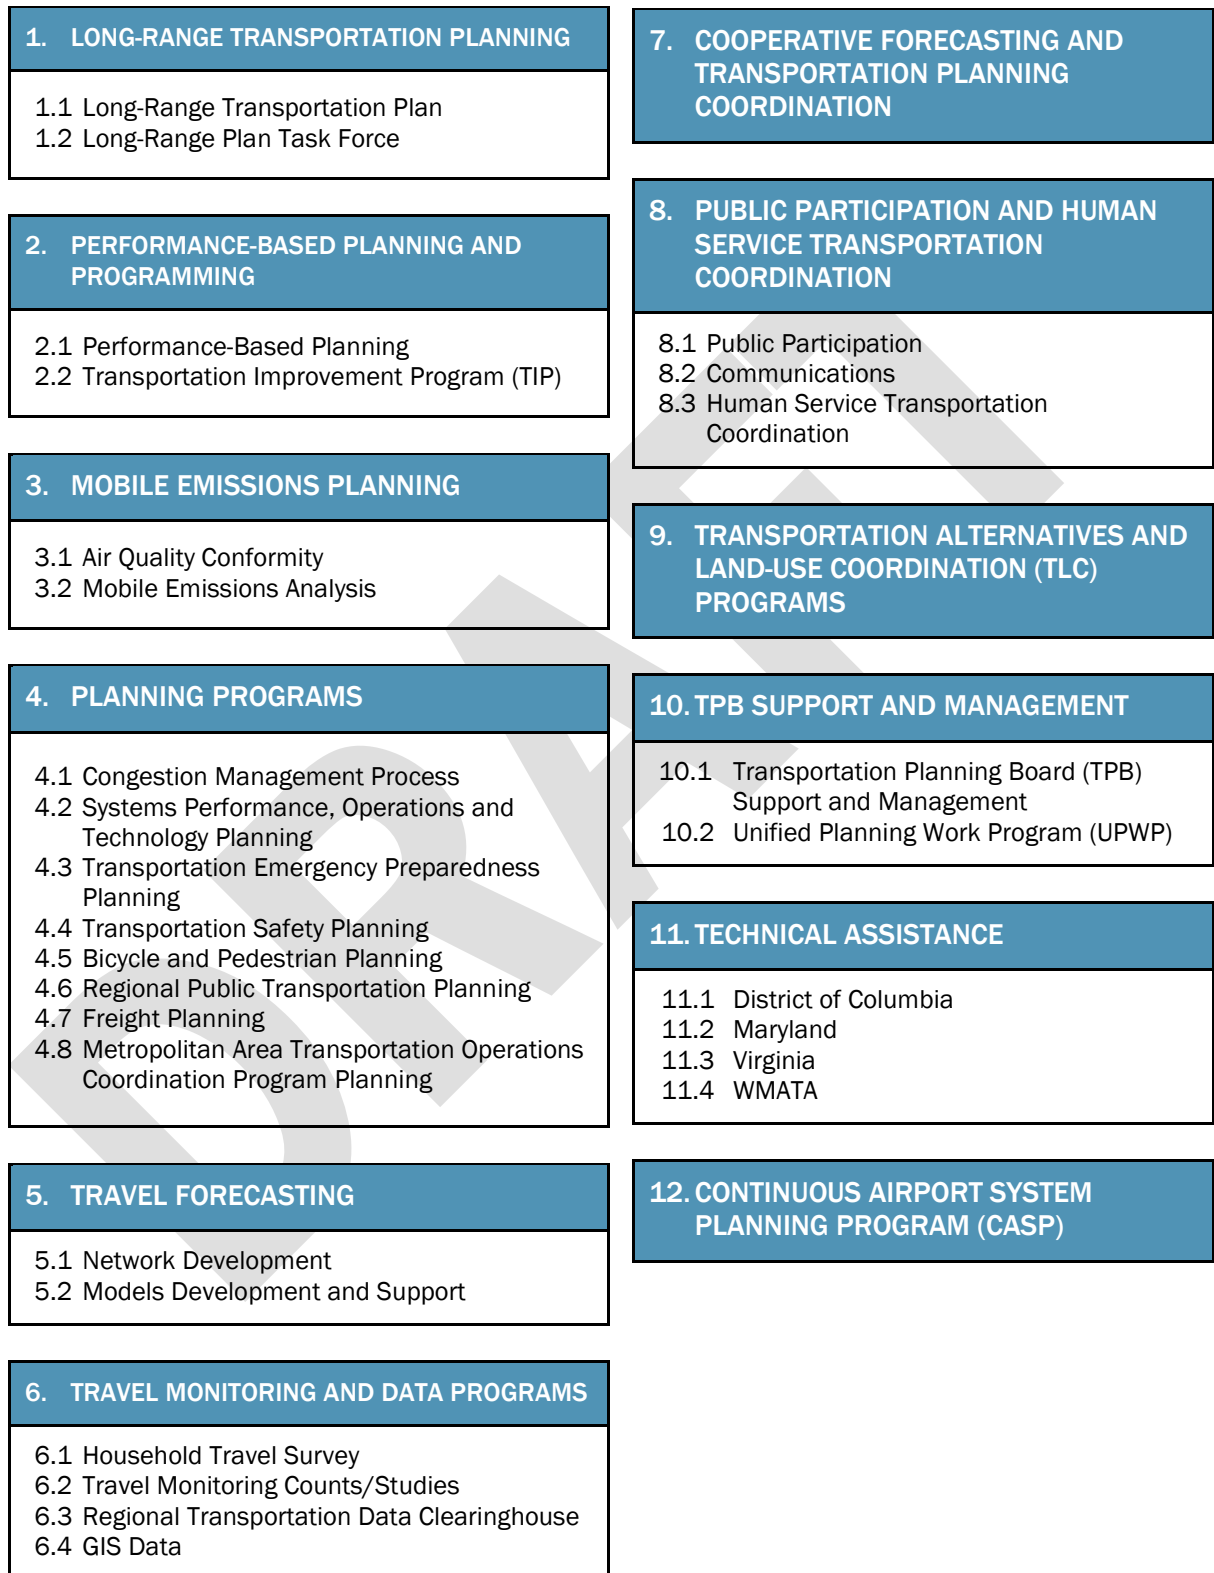 1. LONG-RANGE TRANSPORTATION PLANNING
1.1 Long-Range Transportation Plan
1.2 Long-Range Plan Task Force
2. PERFORMANCE-BASED PLANNING AND
PROGRAMMING
2.1 Performance-Based Planning
2.2 Transportation Improvement Program (TIP)
3. MOBILE EMISSIONS PLANNING
3.1 Air Quality Conformity
3.2 Mobile Emissions Analysis
4. PLANNING PROGRAMS
4.1 Congestion Management Process
4.2 Systems Performance, Operations and
Technology Planning
4.3 Transportation Emergency Preparedness
Planning
4.4 Transportation Safety Planning
4.5 Bicycle and Pedestrian Planning
4.6 Regional Public Transportation Planning
4.7 Freight Planning
4.8 Metropolitan Area Transportation Operations
Coordination Program Planning
5. TRAVEL FORECASTING
5.1 Network Development
5.2 Models Development and Support
6. TRAVEL MONITORING AND DATA PROGRAMS
6.1 Household Travel Survey
6.2 Travel Monitoring Counts/Studies
6.3 Regional Transportation Data Clearinghouse
6.4 GIS Data
7. COOPERATIVE FORECASTING AND
TRANSPORTATION PLANNING
COORDINATION
8. PUBLIC PARTICIPATION AND HUMAN
SERVICE TRANSPORTATION
COORDINATION
8.1 Public Participation
8.2 Communications
8.3 Human Service Transportation
Coordination
9. TRANSPORTATION ALTERNATIVES AND
LAND-USE COORDINATION (TLC)
PROGRAMS
10. TPB SUPPORT AND MANAGEMENT
10.1 Transportation Planning Board (TPB)
Support and Management
10.2 Unified Planning Work Program (UPWP)
11. TECHNICAL ASSISTANCE
11.1 District of Columbia
11.2 Maryland
11.3 Virginia
11.4 WMATA
12. CONTINUOUS AIRPORT SYSTEM
PLANNING PROGRAM (CASP)
DRAFT